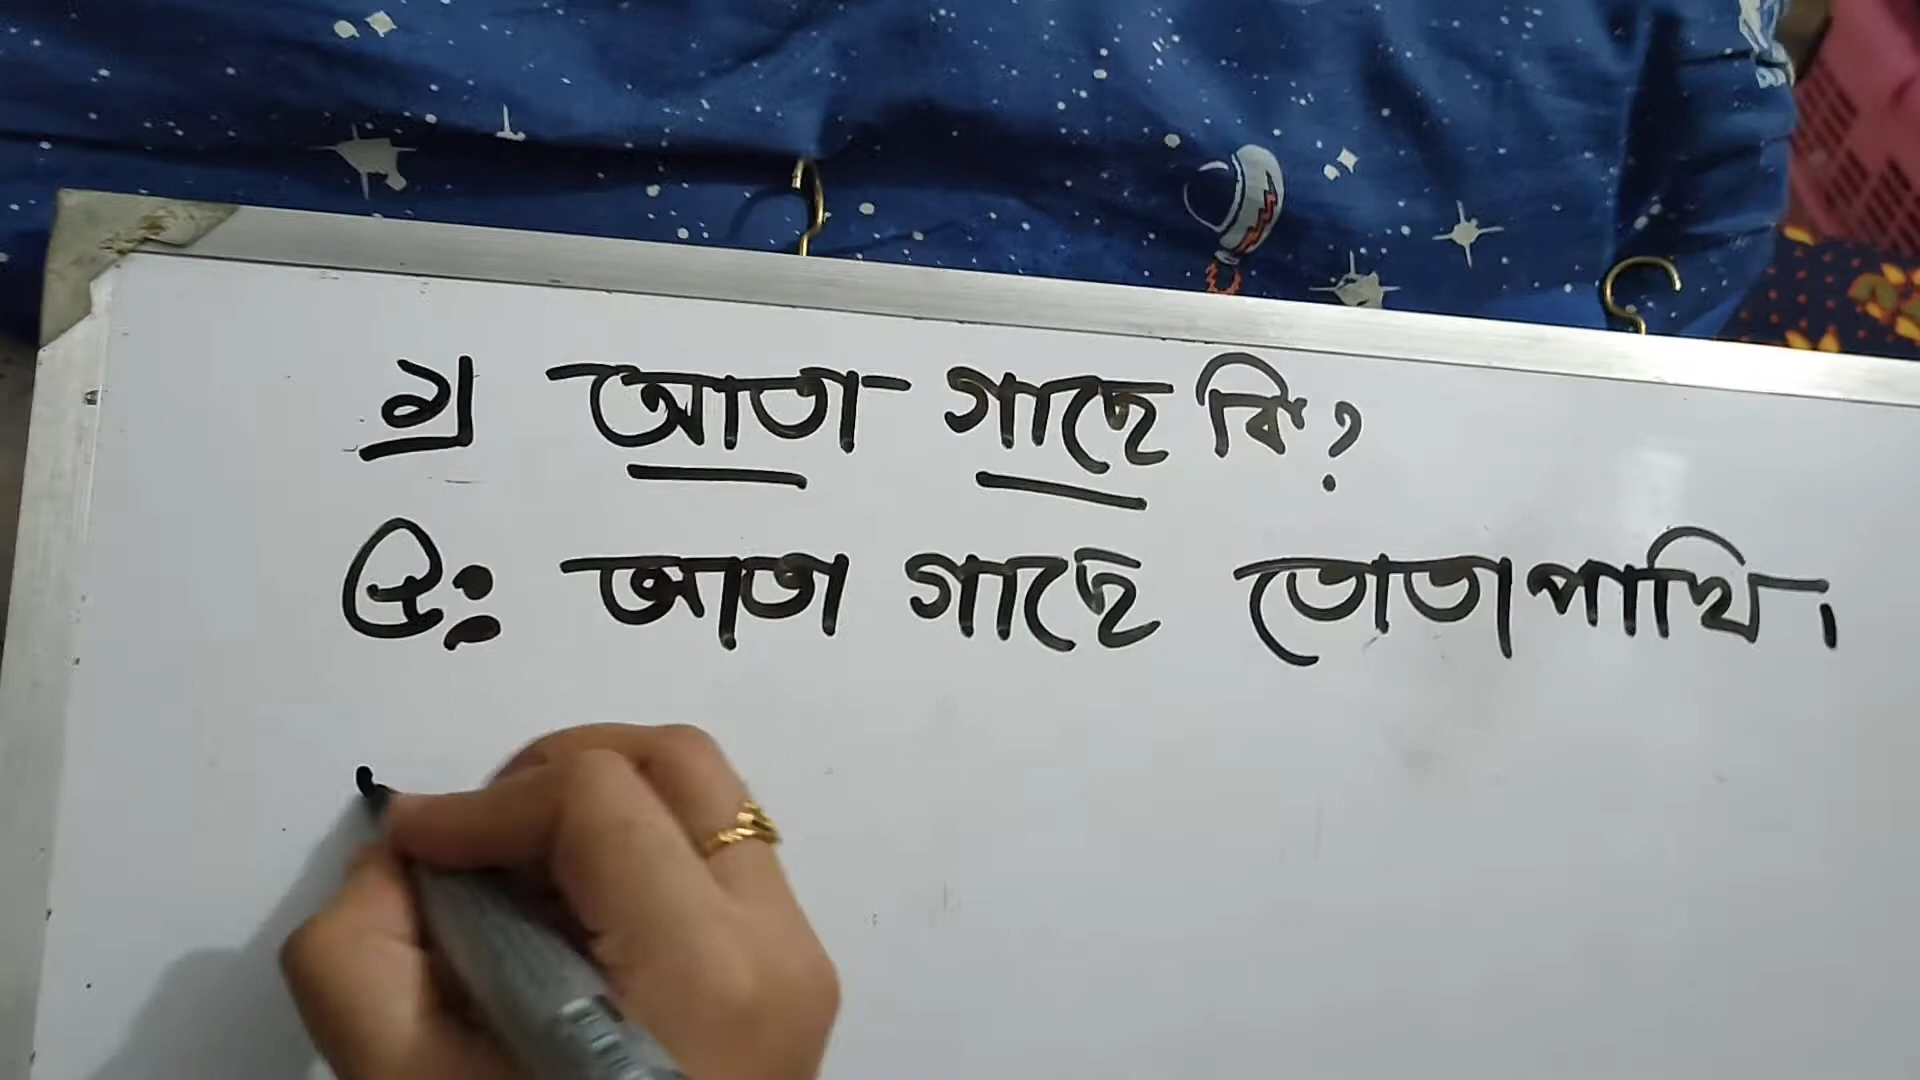 প্র আতা গাছে কি?
উঃ আতা গাছে তোতাপাখি।